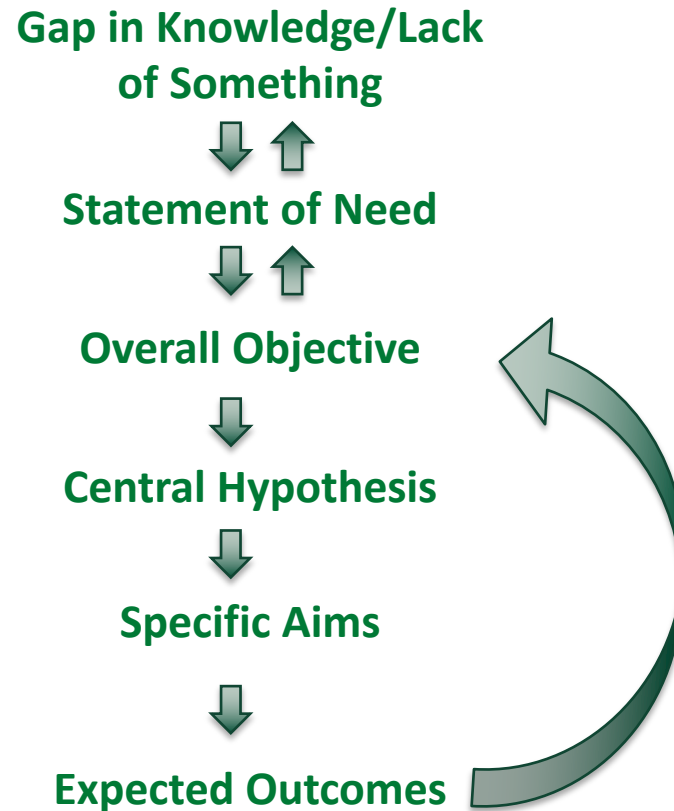 Gap in Knowledge/Lack
of Something
Statement of Need
Overall Objective
Central Hypothesis
Specific Aims
Expected Outcomes